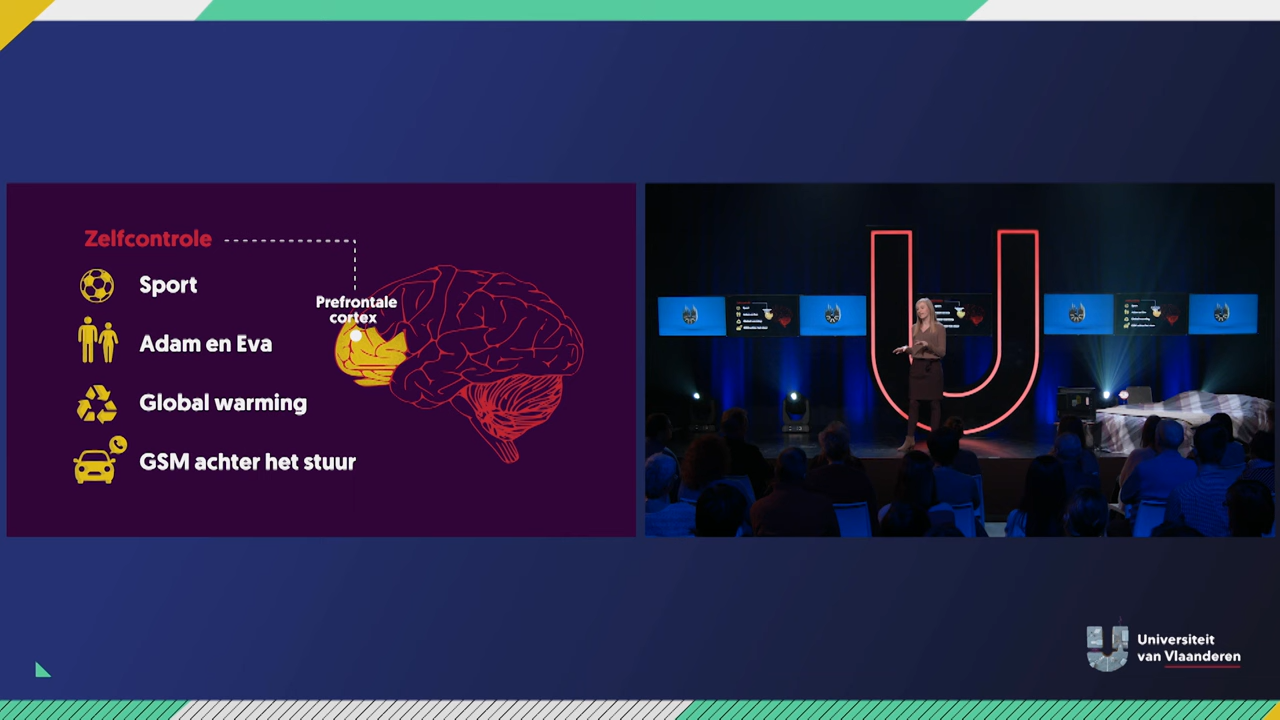 Zelfcontrole
Sport
Adam en Eva
Global warming
GSM achter het stuur
Prefrontale
cortex
U
Universiteit
van Vlaanderen